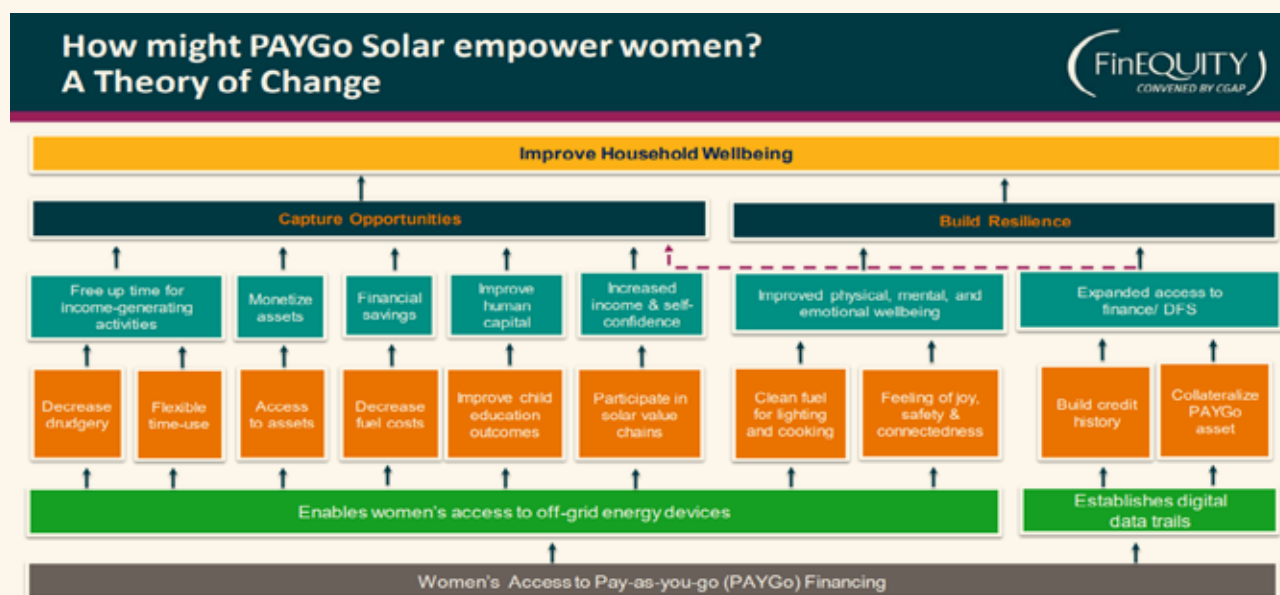 How might PAYGo Solar empower women?
A Theory of Change
FinEQUITY
CONVENED BY CGAP
Improve Household Wellbeing
Capture Opportunities
Build Resilience
Free up time for
income-generating
activities
Monetize
assets
Financial
savings
Improve
human
capital
Increased
income & self-
confidence
Improved physical, mental, and
emotional wellbeing
Expanded access to
finance/ DFS
Decrease
drudgery
Flexible
time-use
Access
to assets
Decrease
fuel costs
Improve child
education
outcomes
Participate in
solar value
chains
Clean fuel
for lighting
and cooking
Feeling of joy,
safety &
connectedness
Build credit
history
Collateralize
PAYGo
asset
Enables women's access to off-grid energy devices
Establishes digital
data trails
Women's Access to Pay-as-you-go (PAYGo) Financing